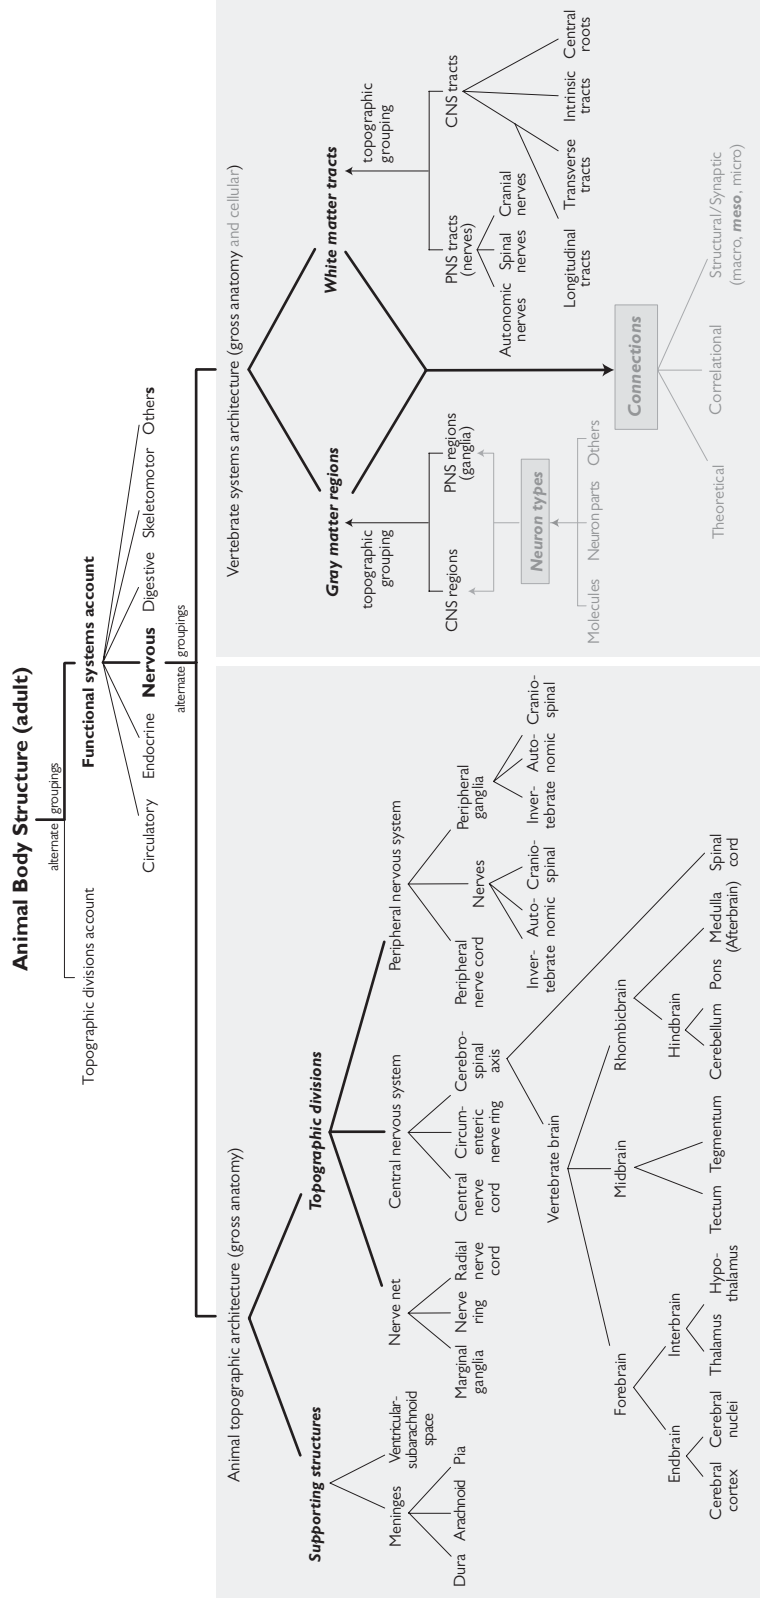 Animal Body Structure (adult)
alternate groupings
Topographic divisions account
Functional systems account
Circulatory
Endocrine
Nervous
Digestive
Skeletomotor
Others
alternate groupings
Animal topographic architecture (gross anatomy)
Supporting structures
Topographic divisions
Meninges
Ventricular-
subarachnoid
space
Dura
Arachnoid
Pia
Nerve net
Central nervous system
Peripheral nervous system
Marginal
ganglia
Nerve
ring
Radial
nerve
cord
Central
nerve
cord
Circum-
enteric
nerve ring
Cerebro-
spinal
axis
Peripheral
nerve cord
Nerves
Peripheral
ganglia
Inver-
tebrate
Auto-
nomic
Cranio-
spinal
Inver-
tebrate
Auto-
nomic
Cranio-
spinal
Vertebrate brain
Forebrain
Midbrain
Rhombicbrain
Endbrain
Interbrain
Hindbrain
Cerebral
cortex
Cerebral
nuclei
Thalamus
Hypo-
thalamus
Tectum
Tegmentum
Cerebellum
Pons
Medulla
(Afterbrain)
Spinal
cord
Vertebrate systems architecture (gross anatomy and cellular)
Gray matter regions
White matter tracts
topographic
grouping
topographic
grouping
CNS regions
PNS regions
(ganglia)
PNS tracts
(nerves)
CNS tracts
Neuron types
Molecules
Neuron parts
Others
Autonomic
nerves
Spinal
nerves
Cranial
nerves
Longitudinal
tracts
Transverse
tracts
Intrinsic
tracts
Central
roots
Connections
Theoretical
Correlational
Structural/Synaptic
(macro, meso, micro)